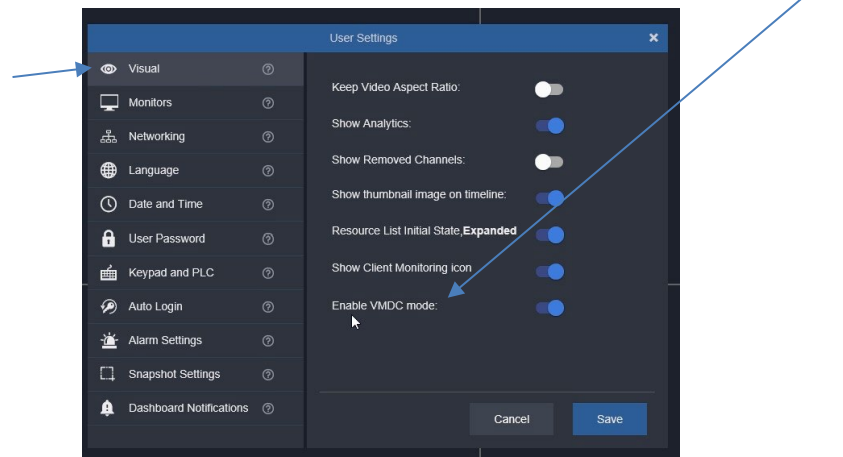 User Settings
Visual
Monitors
Networking
Language
Date and Time
User Password
Keypad and PLC
Auto Login
Alarm Settings
Snapshot Settings
Dashboard Notifications
Keep Video Aspect Ratio:
Show Analytics:
Show Removed Channels:
Show thumbnail image on timeline:
Resource List Initial State,Expanded
Show Client Monitoring icon
Enable VMDC mode:
Cancel
Save